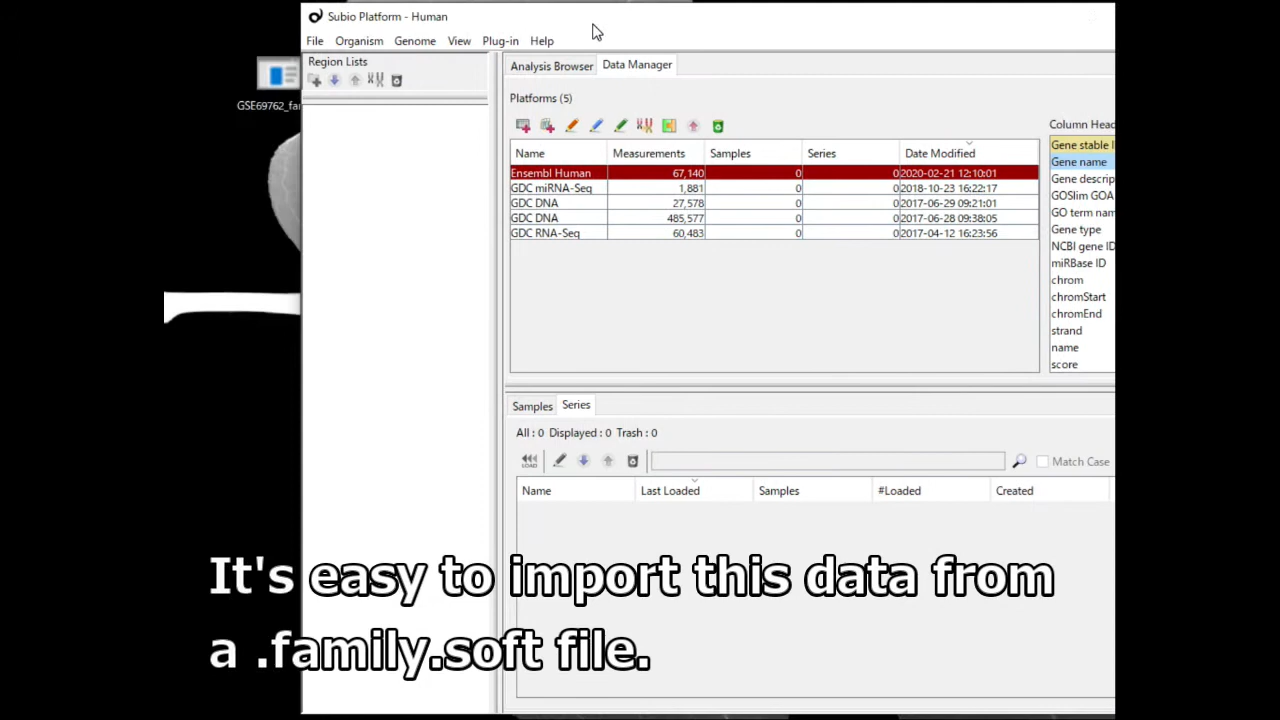 Subio Platform - Human
File Organism Genome View Plug-in Help
GSE69762_fa
Region Lists
Analysis Browser Data Manager
Platforms (5)
Name Measurements Samples Series Date Modified
Ensembl Human 67,140 0 0 2020-02-21 12:10:01
GDC miRNA-Seq 1,881 0 0 2018-10-23 16:22:17
GDC DNA 27,578 0 0 2017-06-29 09:21:01
GDC DNA 485,577 0 0 2017-06-28 09:38:05
GDC RNA-Seq 60,483 0 0 2017-04-12 16:23:56
Column Head
Gene stable I
Gene name
Gene descrip
GOSlim GOA
GO term nam
Gene type
NCBI gene ID
miRBase ID
chrom
chromStart
chromEnd
strand
name
score
Samples Series
All : 0 Displayed : 0 Trash : 0
LOAD
Match Case
Name Last Loaded Samples #Loaded Created
It's easy to import this data from
a .family.soft file.